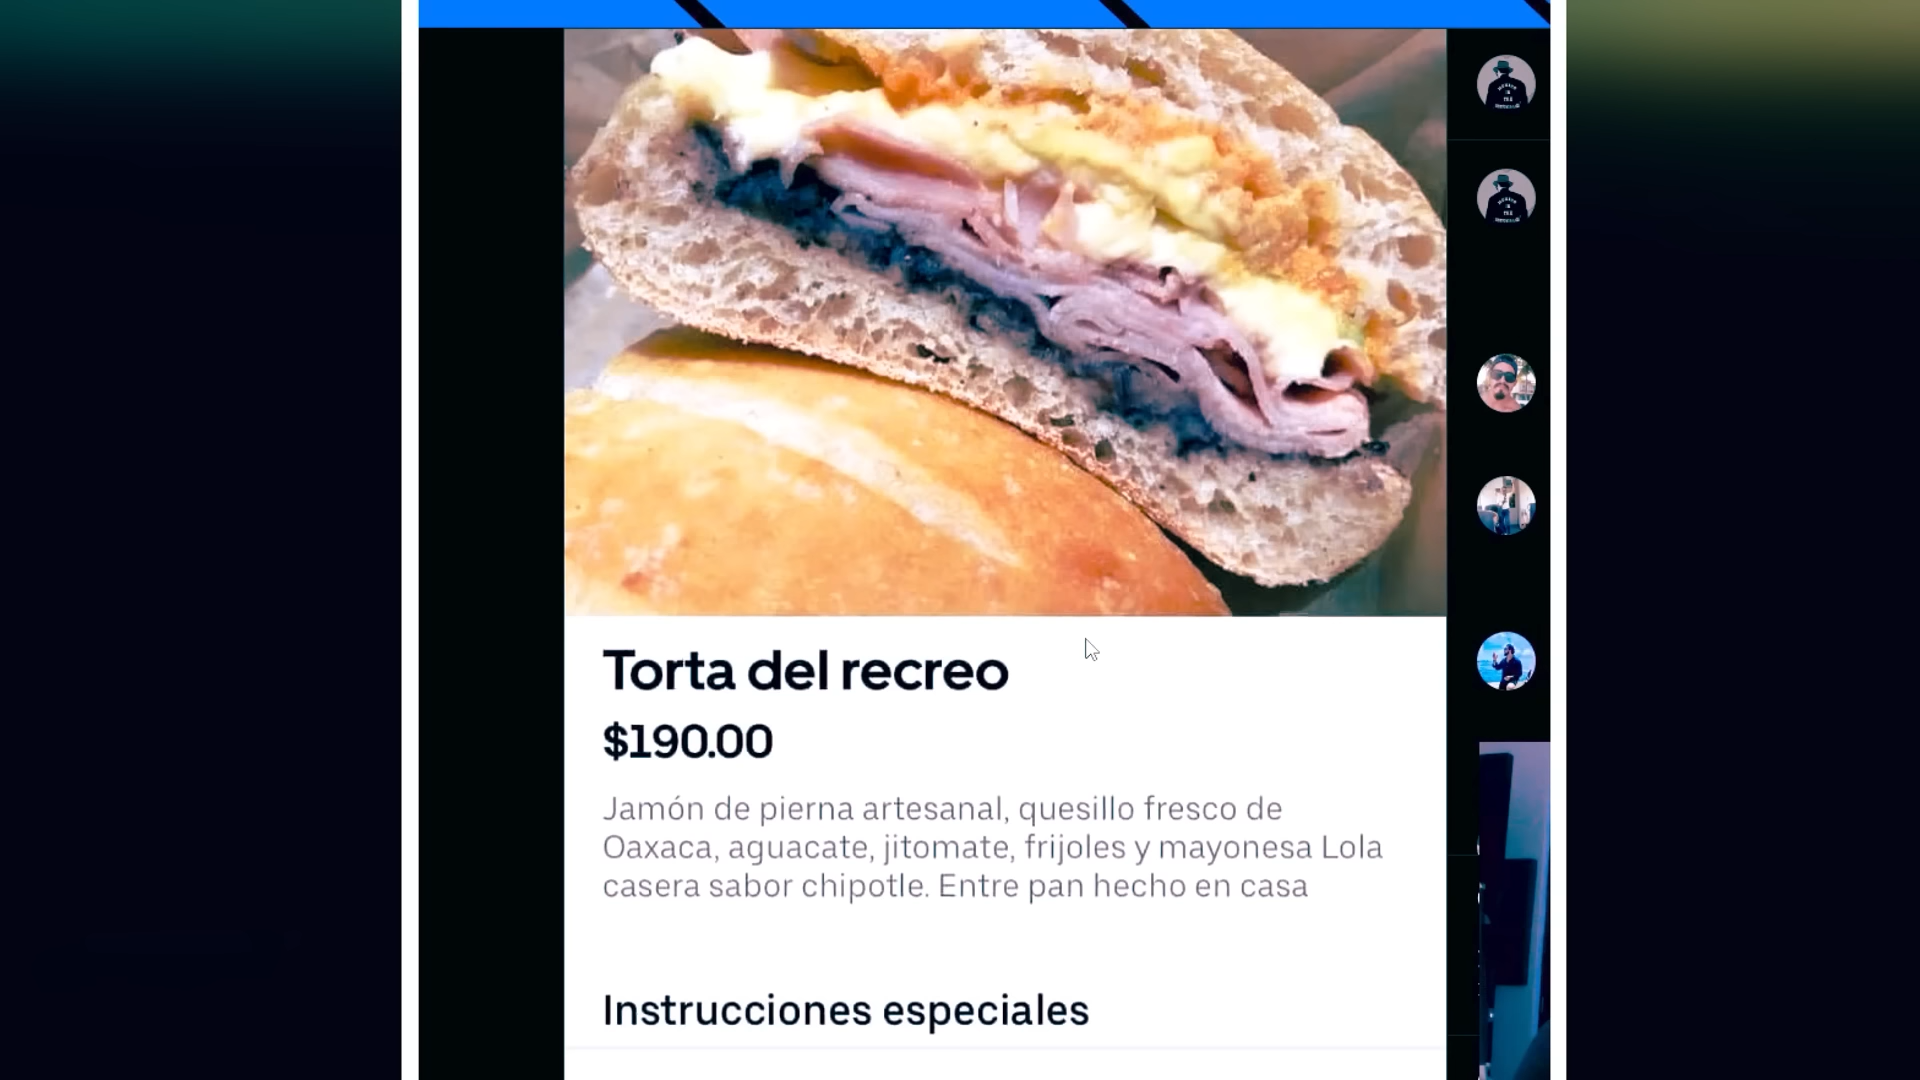 Torta del recreo
$190.00
Jamón de pierna artesanal, quesillo fresco de
Oaxaca, aguacate, jitomate, frijoles y mayonesa Lola
casera sabor chipotle. Entre pan hecho en casa
Instrucciones especiales